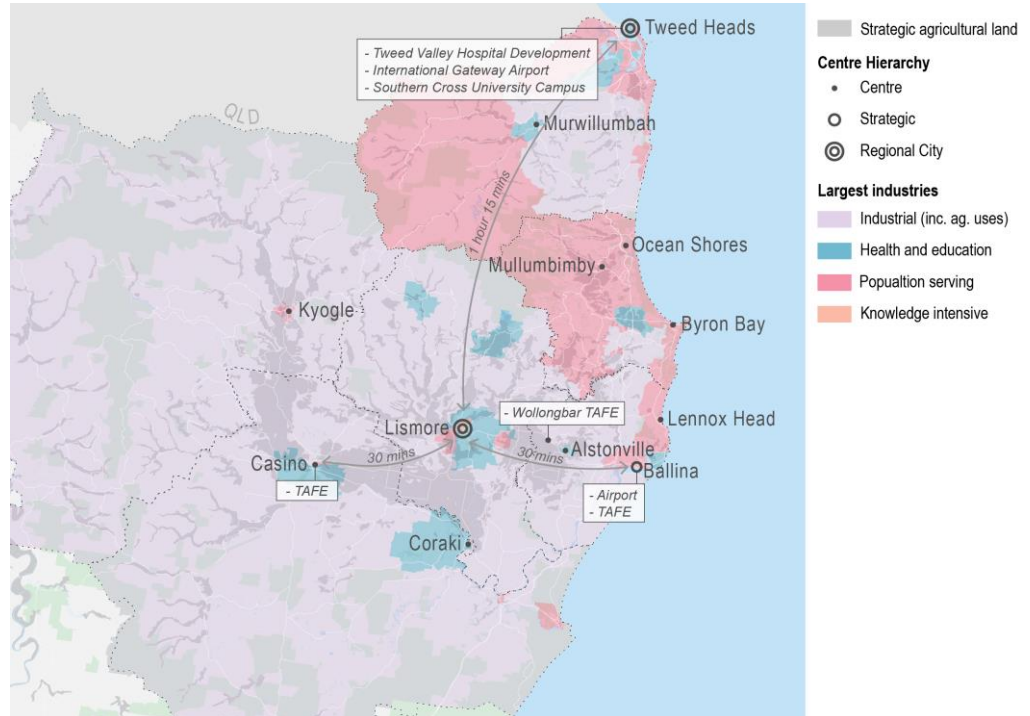 Tweed Heads
- Tweed Valley Hospital Development
- International Gateway Airport
- Southern Cross University Campus
QLD
Murwillumbah
1 hour 15 mins
Ocean Shores
Mullumbimby
Kyogle
Byron Bay
- Wollongbar TAFE
Lennox Head
Lismore
Alstonville
30 mins
30 mins
Casino
Ballina
- TAFE
- Airport
- TAFE
Coraki
Strategic agricultural land
Centre Hierarchy
Centre
Strategic
Regional City
Largest industries
Industrial (inc. ag. uses)
Health and education
Popualtion serving
Knowledge intensive